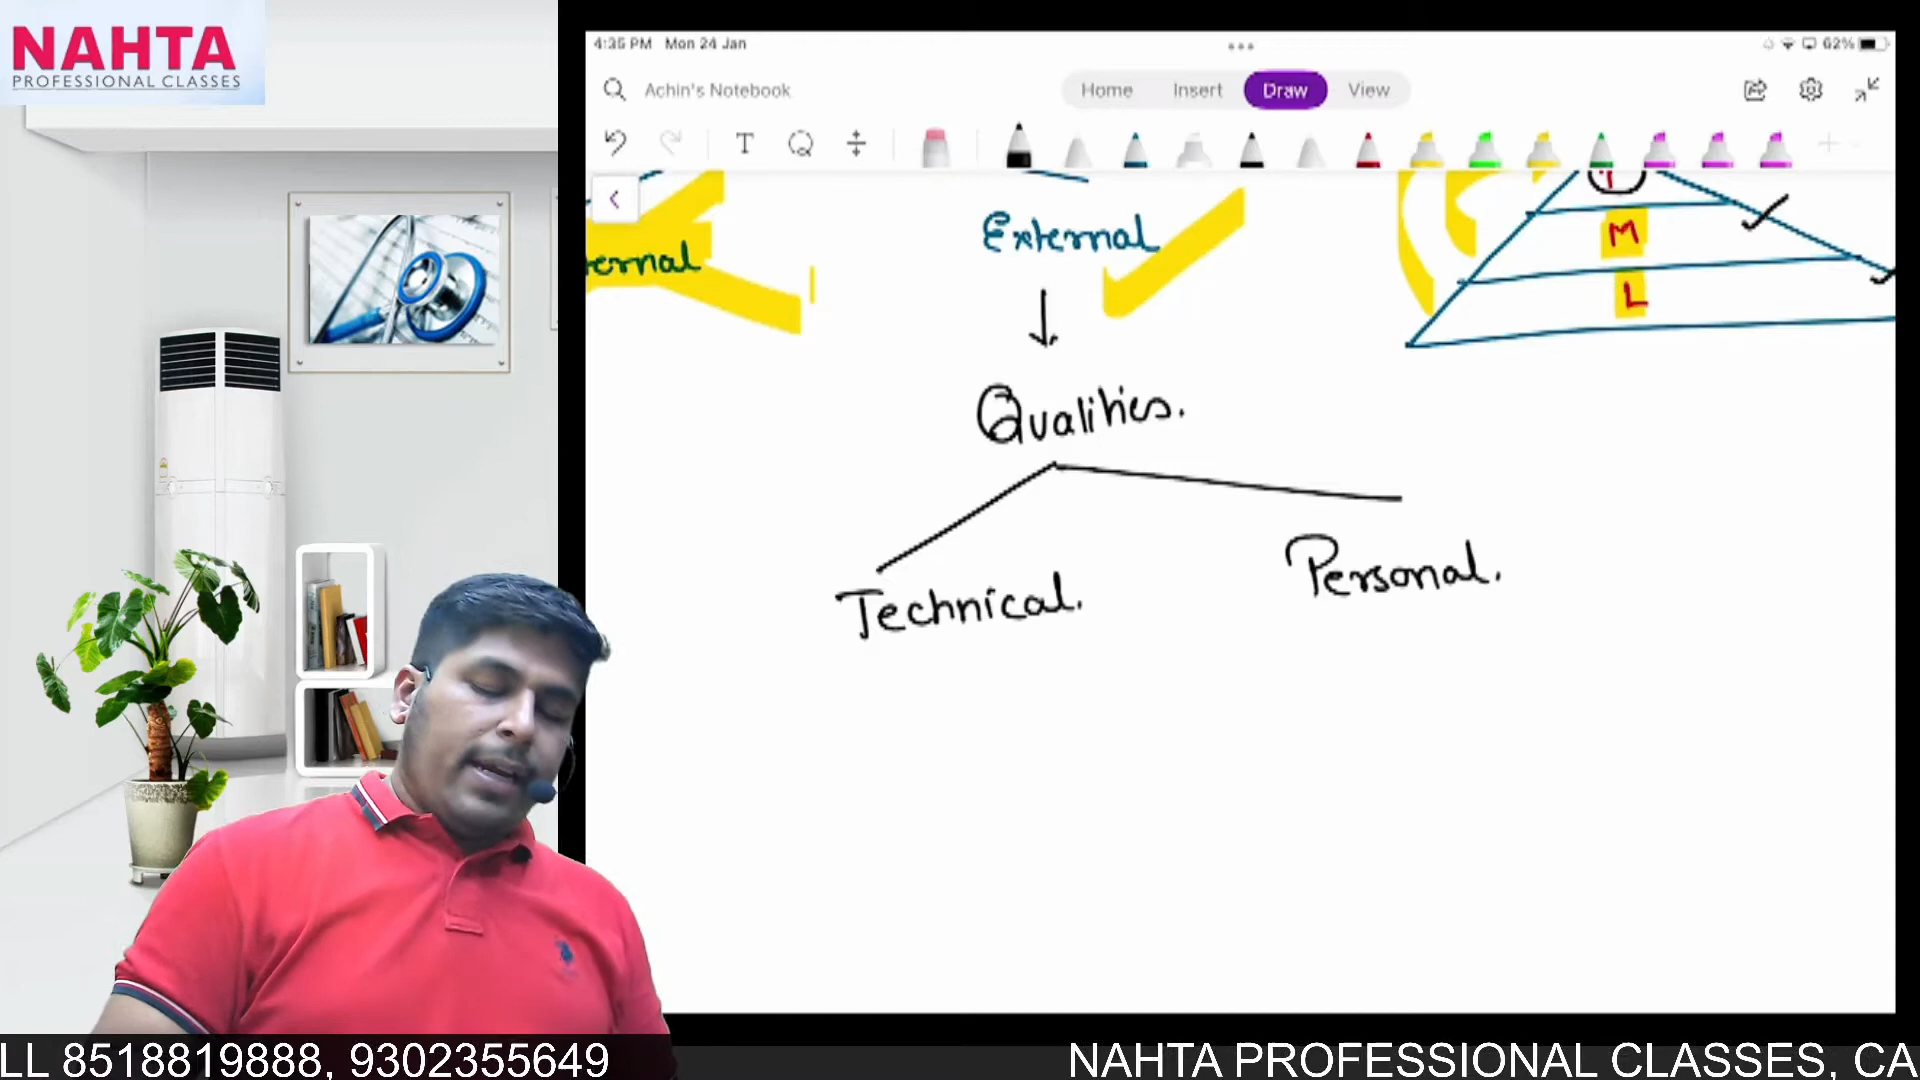 NAHTA
PROFESSIONAL CLASSES
4:35 PM Mon 24 Jan
62%
Achin's Notebook
Home
Insert
Draw
View
T
External
ernal
M
L
Qualities.
Technical.
Personal.
LL 8518819888, 9302355649
NAHTA PROFESSIONAL CLASSES, CA